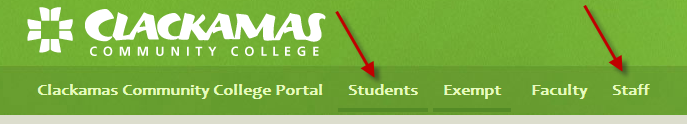 CLACKAMAS
COMMUNITY COLLEGE
Clackamas Community College Portal Students Exempt Faculty Staff